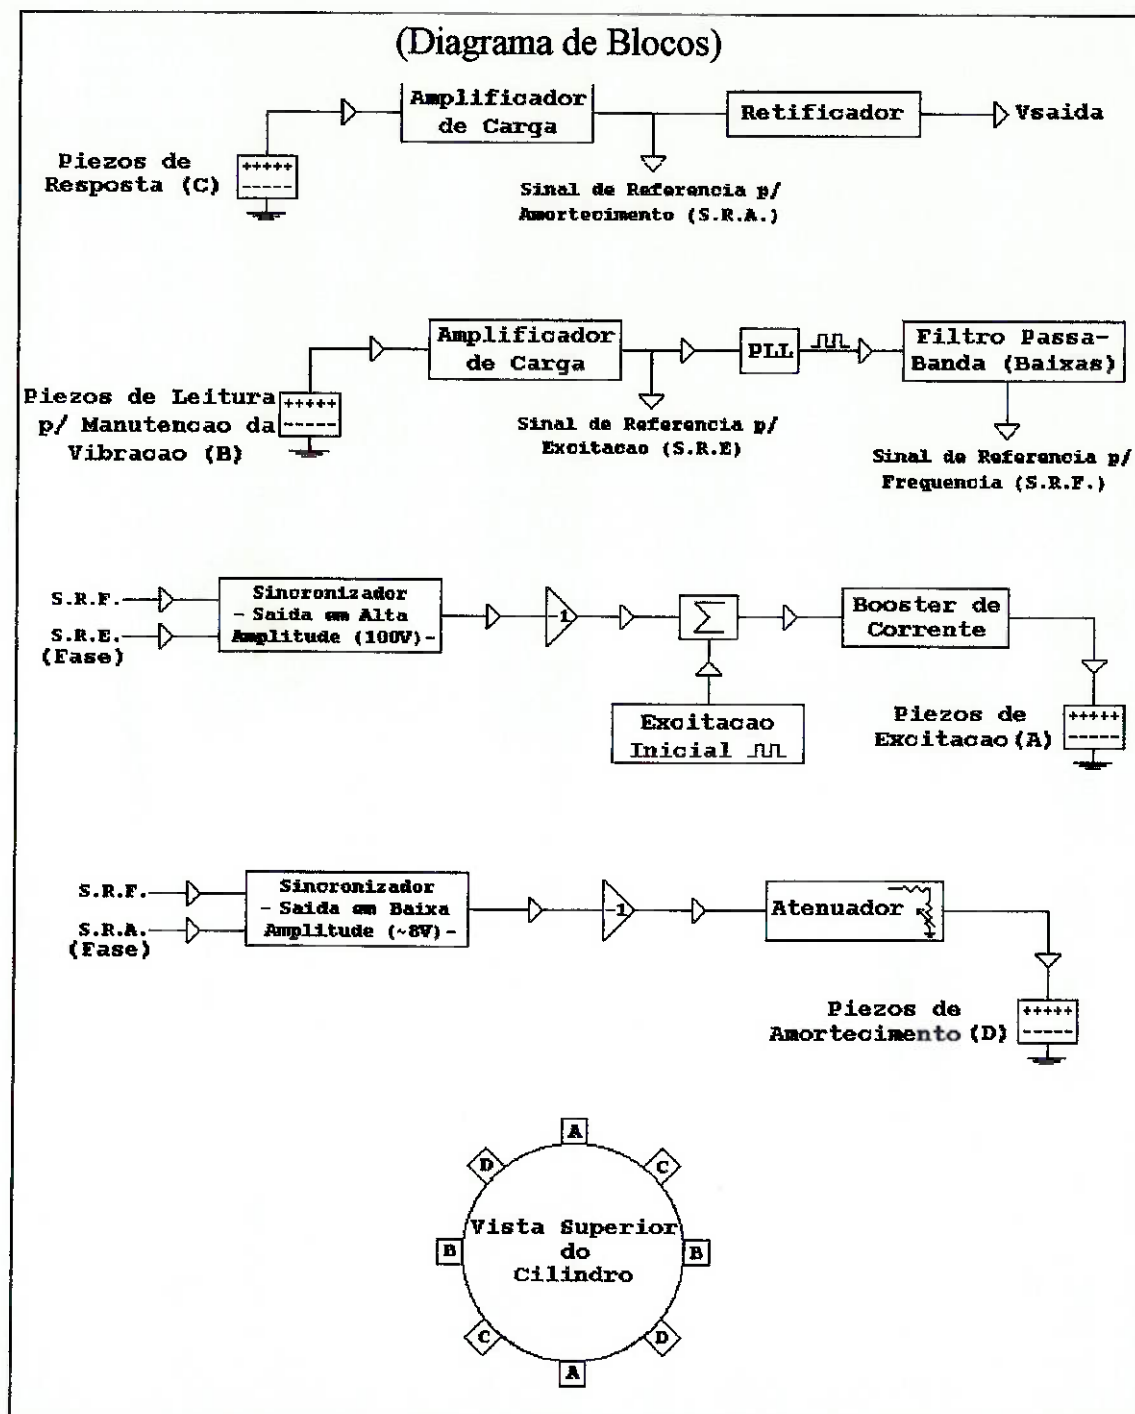 (Diagrama de Blocos)
Amplificador
de Carga
Retificador
Vsaida
Piezos de
Resposta (C)
+++++
-----
Sinal de Referencia p/
Amortecimento (S.R.A.)
Amplificador
de Carga
PLL
Filtro Passa-
Banda (Baixas)
Piezos de Leitura
p/ Manutencao da
Vibracao (B)
+++++
-----
Sinal de Referencia p/
Excitacao (S.R.E)
Sinal de Referencia p/
Frequencia (S.R.F.)
S.R.F.
S.R.E.
(Fase)
Sincronizador
- Saida em Alta
Amplitude (100V) -
-1
Σ
Booster de
Corrente
Excitacao
Inicial
Piezos de
Excitacao (A)
+++++
-----
S.R.F.
S.R.A.
(Fase)
Sincronizador
- Saida em Baixa
Amplitude (~8V) -
-1
Atenuador
Piezos de
Amortecimento (D)
+++++
-----
A
D
C
Vista Superior
do
Cilindro
B
B
C
D
A